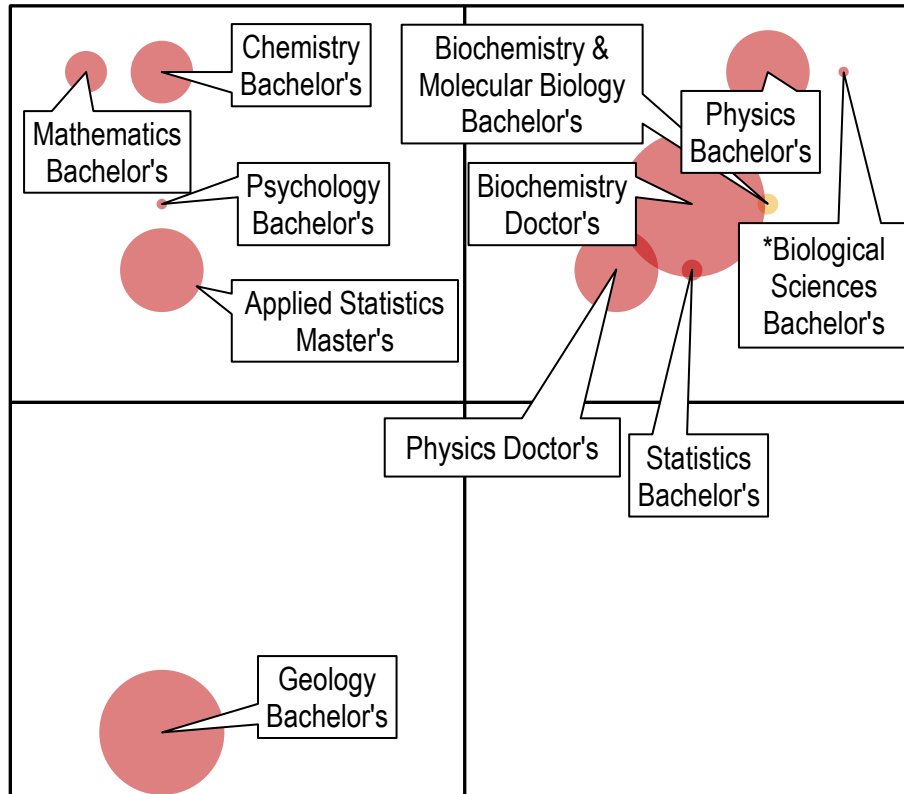 Chemistry
Bachelor's
Mathematics
Bachelor's
Psychology
Bachelor's
Applied Statistics
Master's
Biochemistry &
Molecular Biology
Bachelor's
Physics
Bachelor's
Biochemistry
Doctor's
*Biological
Sciences
Bachelor's
Physics Doctor's
Statistics
Bachelor's
Geology
Bachelor's